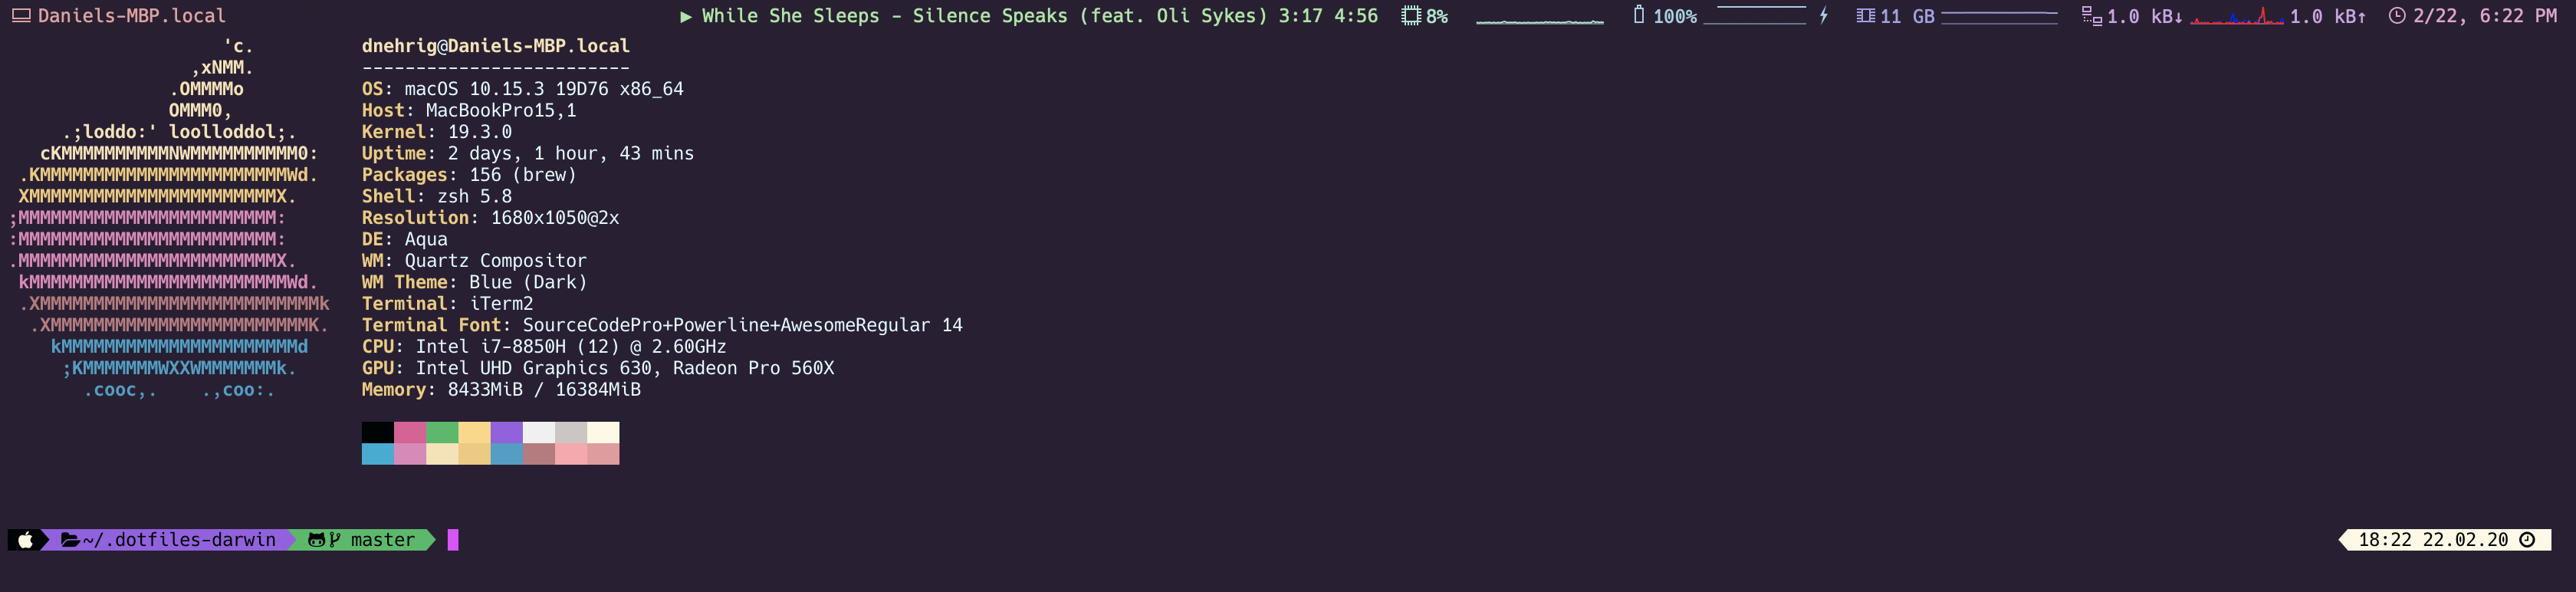 Daniels-MBP.local ▶ While She Sleeps - Silence Speaks (feat. Oli Sykes) 3:17 4:56 8% 100% 11 GB 1.0 kB↓ 1.0 kB↑ 2/22, 6:22 PM
'c. dnehrig@Daniels-MBP.local
,xNMM. -------------------------
.OMMMMo OS: macOS 10.15.3 19D76 x86_64
OMMM0, Host: MacBookPro15,1
.;loddo:' loolloddol;. Kernel: 19.3.0
cKMMMMMMMMMMNWMMMMMMMMMM0: Uptime: 2 days, 1 hour, 43 mins
.KMMMMMMMMMMMMMMMMMMMMMMMWd. Packages: 156 (brew)
XMMMMMMMMMMMMMMMMMMMMMMMX. Shell: zsh 5.8
;MMMMMMMMMMMMMMMMMMMMMMMM: Resolution: 1680x1050@2x
:MMMMMMMMMMMMMMMMMMMMMMMM: DE: Aqua
.MMMMMMMMMMMMMMMMMMMMMMMMX. WM: Quartz Compositor
kMMMMMMMMMMMMMMMMMMMMMMMMWd. WM Theme: Blue (Dark)
.XMMMMMMMMMMMMMMMMMMMMMMMMMMk Terminal: iTerm2
.XMMMMMMMMMMMMMMMMMMMMMMMMK. Terminal Font: SourceCodePro+Powerline+AwesomeRegular 14
kMMMMMMMMMMMMMMMMMMMMMMd CPU: Intel i7-8850H (12) @ 2.60GHz
;KMMMMMMMWXXWMMMMMMMk. GPU: Intel UHD Graphics 630, Radeon Pro 560X
.cooc,. .,coo:. Memory: 8433MiB / 16384MiB
~/.dotfiles-darwin master 18:22 22.02.20